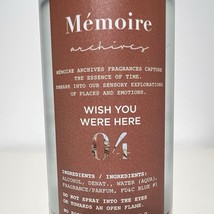 Mémoire
archives
MÉMOIRE ARCHIVES FRAGRANCES CAPTURE
THE ESSENCE OF TIME.
EMBARK INTO OUR SENSORY EXPLORATIONS
OF PLACES AND EMOTIONS.
WISH YOU
WERE HERE
04
INGREDIENTS / INGREDIENTS:
ALCOHOL, DENAT., WATER (AQUA),
FRAGRANCE/PARFUM, FD&C BLUE #1
DO NOT SPRAY INTO THE EYES
OR TOWARDS AN OPEN FLAME.